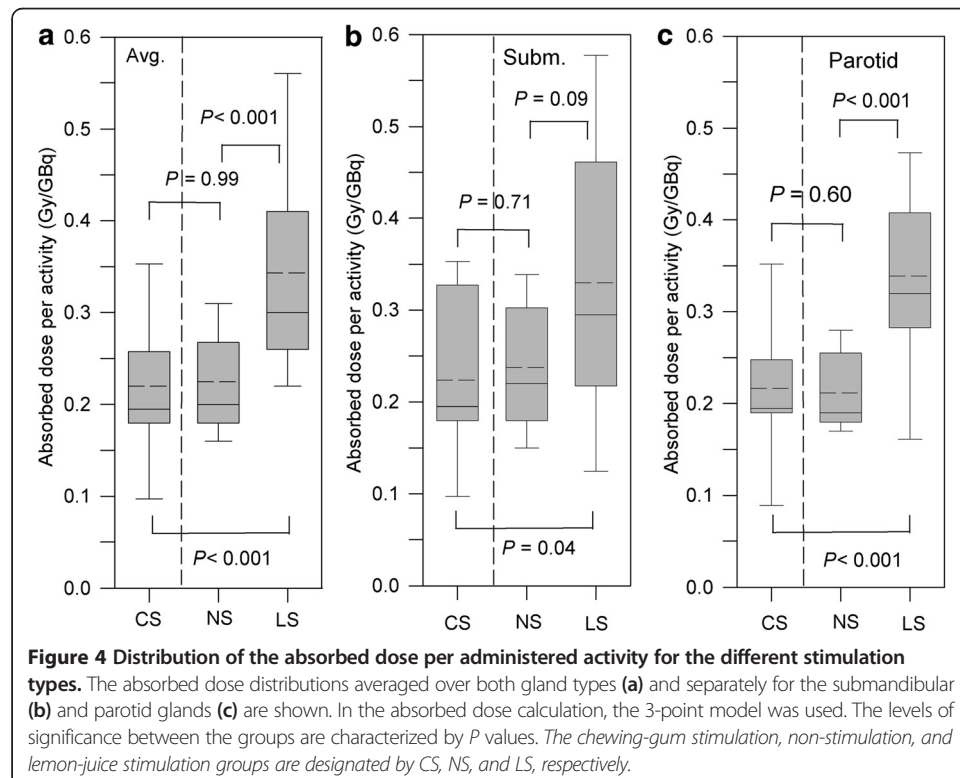 a
0.6
0.5
0.4
0.3
0.2
0.1
0.0
Absorbed dose per activity (Gy/GBq)
Avg.
P< 0.001
P = 0.99
P< 0.001
CS NS LS
b
0.6
0.5
0.4
0.3
0.2
0.1
0.0
Absorbed dose per activity (Gy/GBq)
Subm.
P = 0.09
P = 0.71
P = 0.04
CS NS LS
c
0.6
0.5
0.4
0.3
0.2
0.1
0.0
Absorbed dose per activity (Gy/GBq)
Parotid
P< 0.001
P = 0.60
P< 0.001
CS NS LS
Figure 4 Distribution of the absorbed dose per administered activity for the different stimulation
types. The absorbed dose distributions averaged over both gland types (a) and separately for the submandibular
(b) and parotid glands (c) are shown. In the absorbed dose calculation, the 3-point model was used. The levels of
significance between the groups are characterized by P values. The chewing-gum stimulation, non-stimulation, and
lemon-juice stimulation groups are designated by CS, NS, and LS, respectively.